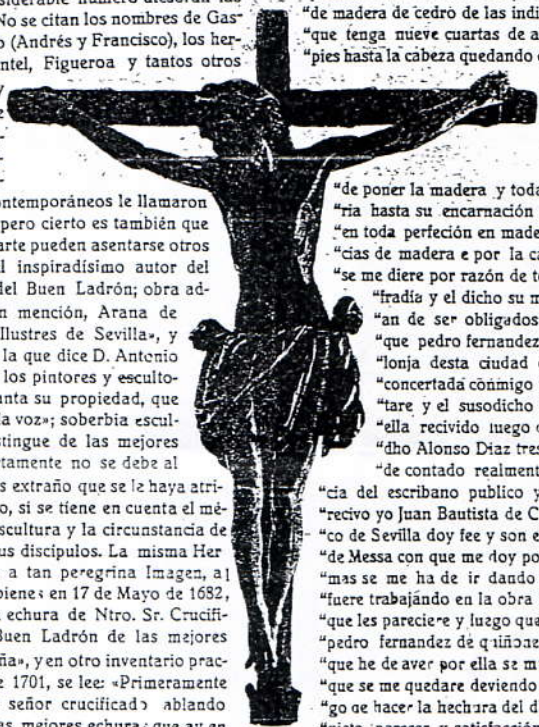 No se citan los nombres de Gas-
o (Andrés y Francisco), los her-
ntel, Figueroa y tantos otros
ontemporáneos le llamaron
pero cierto es también que
arte pueden asentarse otros
l inspiradísimo autor del
del Buen Ladrón; obra ad-
n mención, Arana de
Ilustres de Sevilla», y
la que dice D. Antonio
los pintores y esculto-
anta su propiedad, que
la voz»; soberbia escul-
stingue de las mejores
rtamente no se debe al
s extraño que se le haya atri-
o, si se tiene en cuenta el mé-
scultura y la circunstancia de
us discipulos. La misma Her
a tan peregrina Imagen, al
bienes en 17 de Mayo de 1682,
echura de Ntro. Sr. Crucifi-
Buen Ladrón de las mejores
ña», y en otro inventario prac-
e 1701, se lee: «Primeramente
señor crucificado ablando
as mejores echura
"de madera de cedro de las indi
"que tenga nueve cuartas de a
"pies hasta la cabeza quedando
"de poner la madera y toda
"ria hasta su encarnación
"en toda perfeción en made
"cias de madera e por la ca
"se me diere por razón de t
"fradia y el dicho su m
"an de ser obligados
"que pedro fernandez
"lonja desta ciudad
"concertada conmigo
"tare y el susodicho
"ella recivido luego
"dho Alonso Diaz tres
"de contado realment
"cia del escribano publico y
"recivo yo Juan Bautista de C
"co de Sevilla doy fee y son e
"de Messa con que me doy po
"mas se me ha de ir dando
"fuere trabajando en la obra
"que les pareciere y luego que
"pedro fernandez de quiñone
"que he de aver por ella se m
"que se me quedare deviendo
"go de hacer la hechura del d